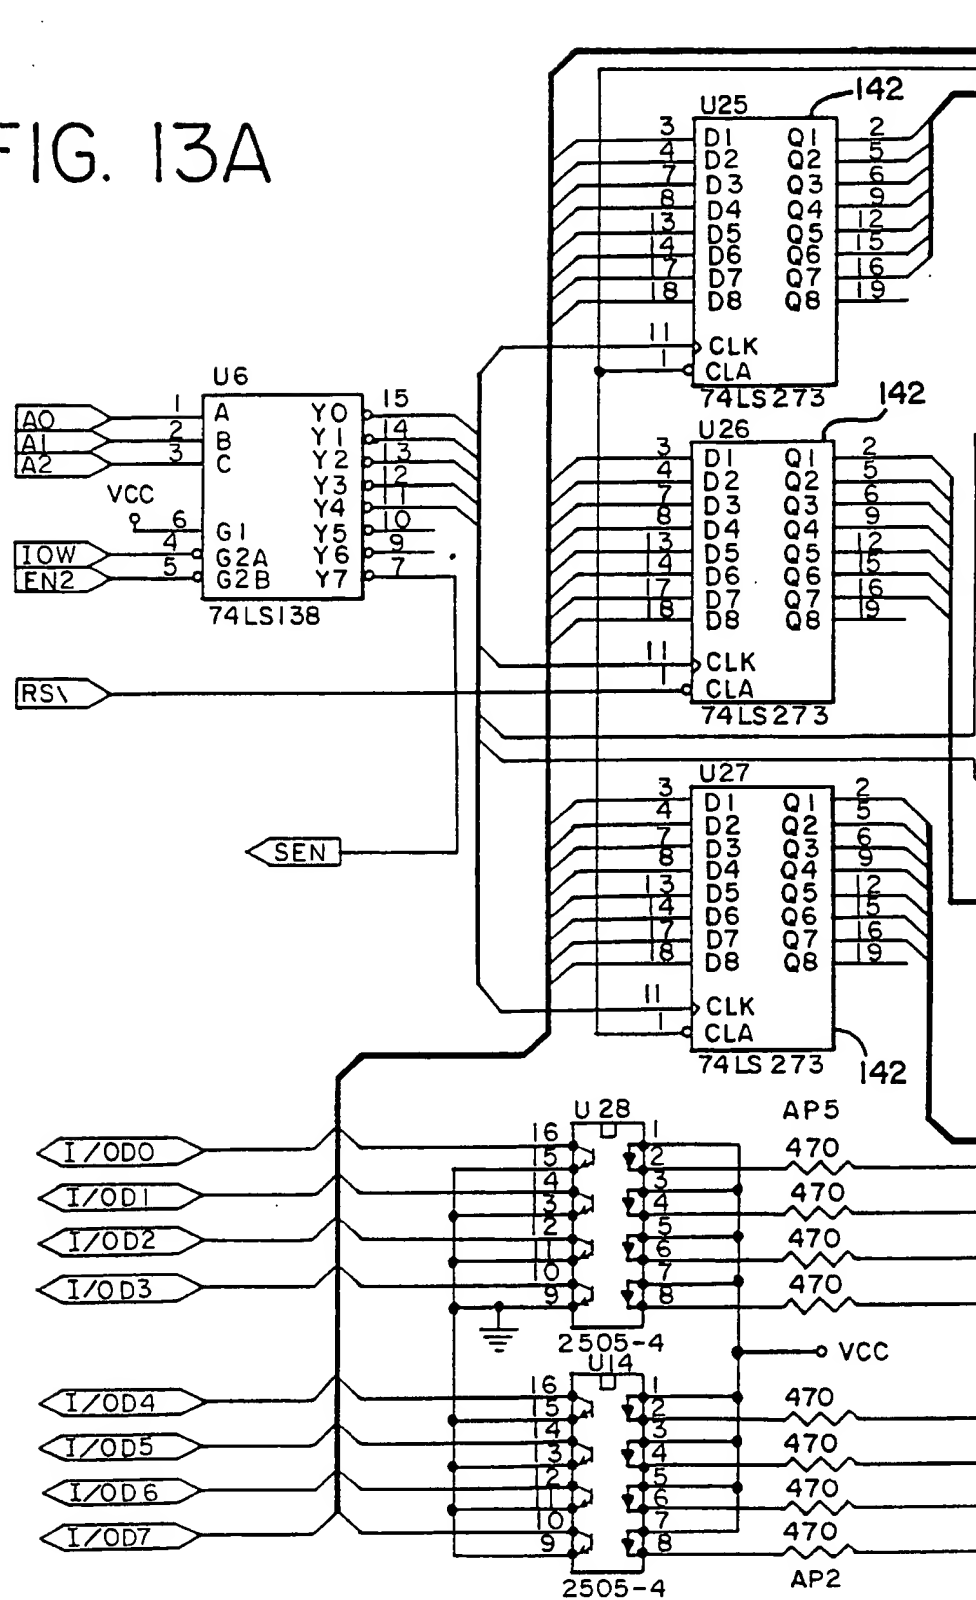 FIG. 13A
142
U25
3 D1 Q1 2
4 D2 Q2 5
7 D3 Q3 6
8 D4 Q4 9
13 D5 Q5 12
14 D6 Q6 15
17 D7 Q7 16
18 D8 Q8 19
11 CLK
1 CLA
74LS273
142
U6
A0 1 A Y0 15
A1 2 B Y1 14
A2 3 C Y2 13
Y3 12
VCC Y4 11
6 G1 Y5 10
IOW 4 G2A Y6 9
EN2 5 G2B Y7 7
74LS138
U26
3 D1 Q1 2
4 D2 Q2 5
7 D3 Q3 6
8 D4 Q4 9
13 D5 Q5 12
14 D6 Q6 15
17 D7 Q7 16
18 D8 Q8 19
11 CLK
1 CLA
74LS273
RS\
SEN
U27
3 D1 Q1 2
4 D2 Q2 5
7 D3 Q3 6
8 D4 Q4 9
13 D5 Q5 12
14 D6 Q6 15
17 D7 Q7 16
18 D8 Q8 19
11 CLK
1 CLA
74LS273
142
U28
AP5
I/OD0 16 1 470
15 2
I/OD1 14 3 470
13 4
I/OD2 12 5 470
11 6
I/OD3 10 7 470
9 8
2505-4
VCC
U14
I/OD4 16 1 470
15 2
I/OD5 14 3 470
13 4
I/OD6 12 5 470
11 6
I/OD7 10 7 470
9 8
2505-4
AP2